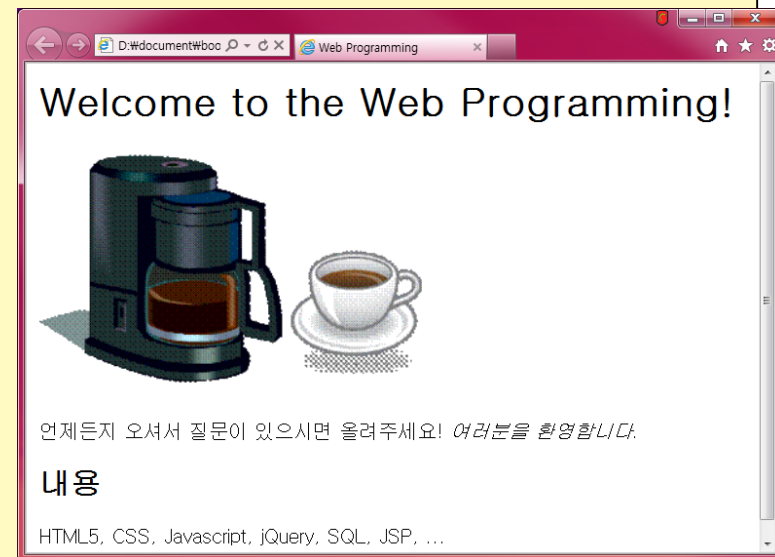 D:₩document₩boo
Web Programming
Welcome to the Web Programming!
언제든지 오셔서 질문이 있으시면 올려주세요! 여러분을 환영합니다.
내용
HTML5, CSS, Javascript, jQuery, SQL, JSP, ...